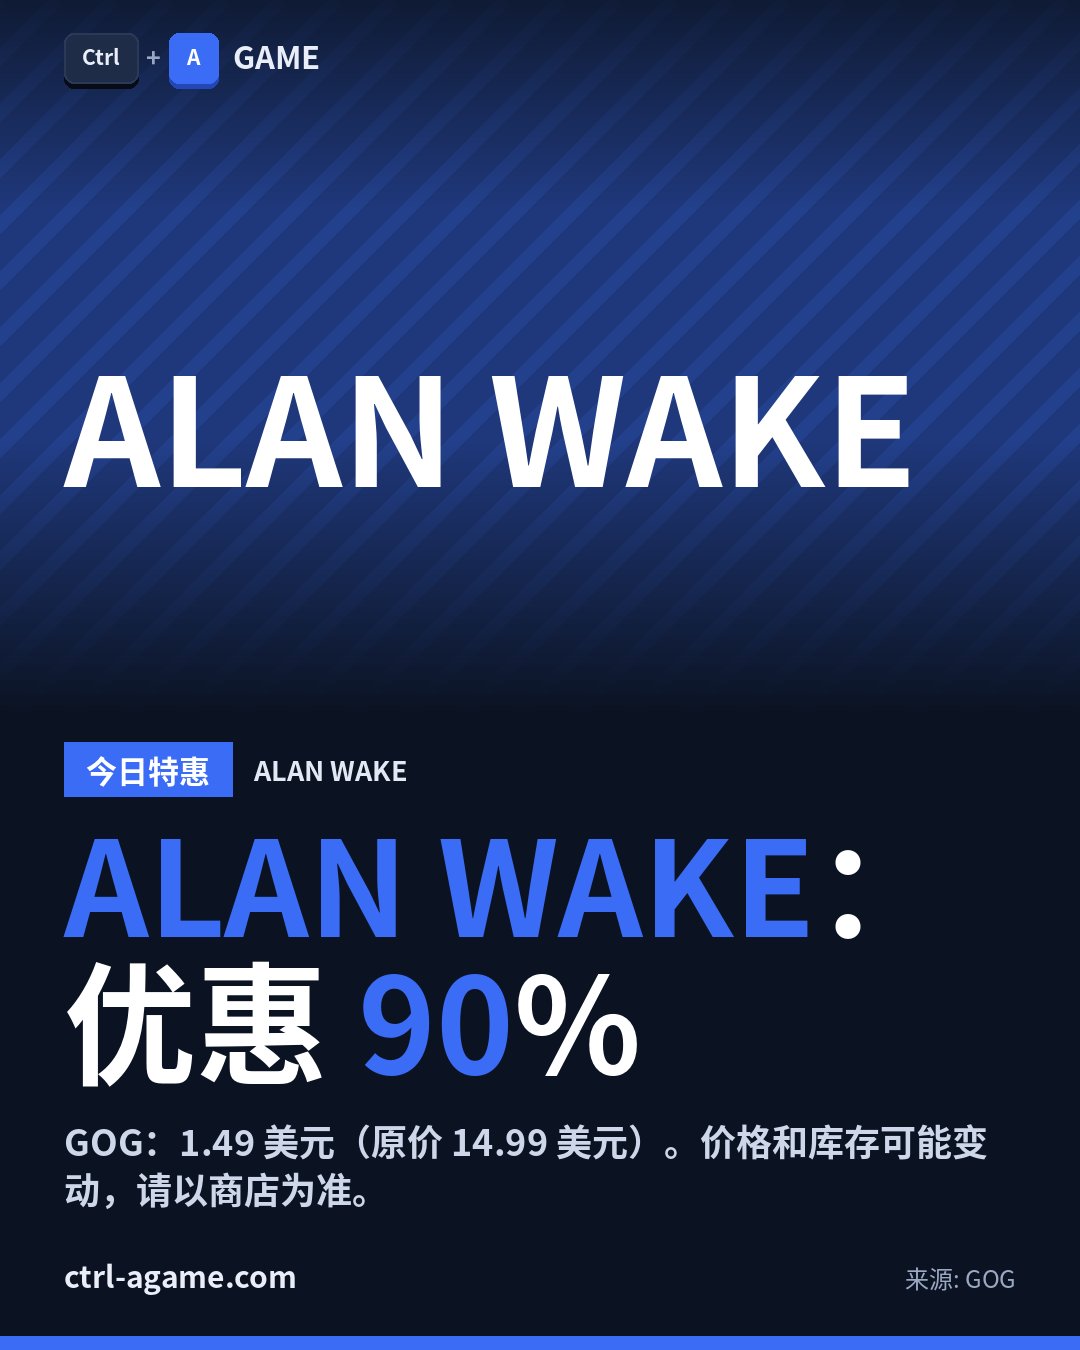 Ctrl + A GAME
ALAN WAKE
今日特惠 ALAN WAKE
ALAN WAKE：
优惠 90%
GOG：1.49 美元（原价 14.99 美元）。价格和库存可能变
动，请以商店为准。
ctrl-agame.com
来源: GOG